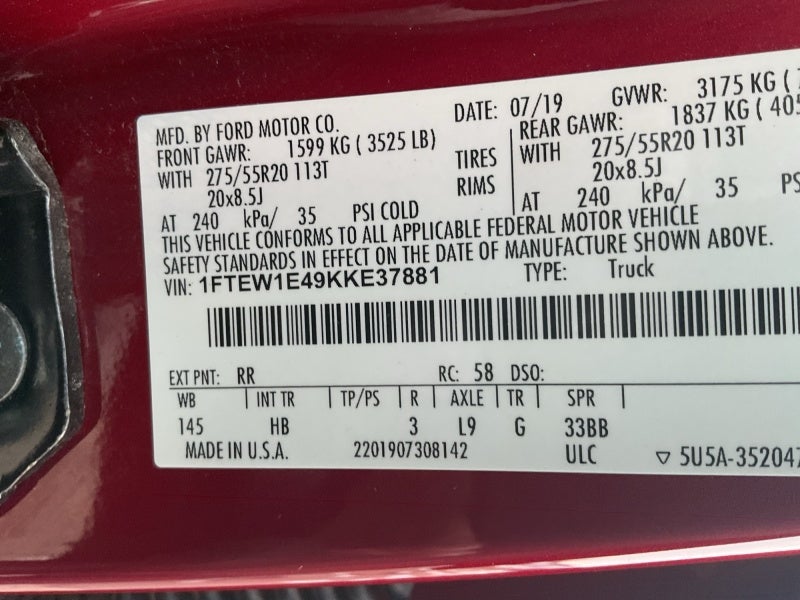 MFD. BY FORD MOTOR CO. DATE: 07/19 GVWR: 3175 KG (
FRONT GAWR: 1599 KG ( 3525 LB) REAR GAWR: 1837 KG ( 405
WITH 275/55R20 113T TIRES WITH 275/55R20 113T
20x8.5J RIMS 20x8.5J
AT 240 kPa/ 35 PSI COLD AT 240 kPa/ 35 PS
THIS VEHICLE CONFORMS TO ALL APPLICABLE FEDERAL MOTOR VEHICLE
SAFETY STANDARDS IN EFFECT ON THE DATE OF MANUFACTURE SHOWN ABOVE.
VIN: 1FTEW1E49KKE37881 TYPE: Truck
EXT PNT: RR RC: 58 DSO:
WB INT TR TP/PS R AXLE TR SPR
145 HB 3 L9 G 33BB
MADE IN U.S.A. 2201907308142 ULC ▽ 5U5A-352047